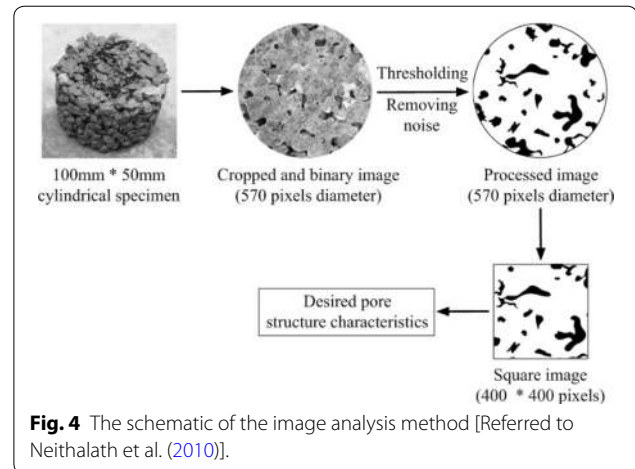 Thresholding
Removing
noise
100mm * 50mm
cylindrical specimen
Cropped and binary image
(570 pixels diameter)
Processed image
(570 pixels diameter)
Desired pore
structure characteristics
Square image
(400 * 400 pixels)
Fig. 4 The schematic of the image analysis method [Referred to
Neithalath et al. (2010)].